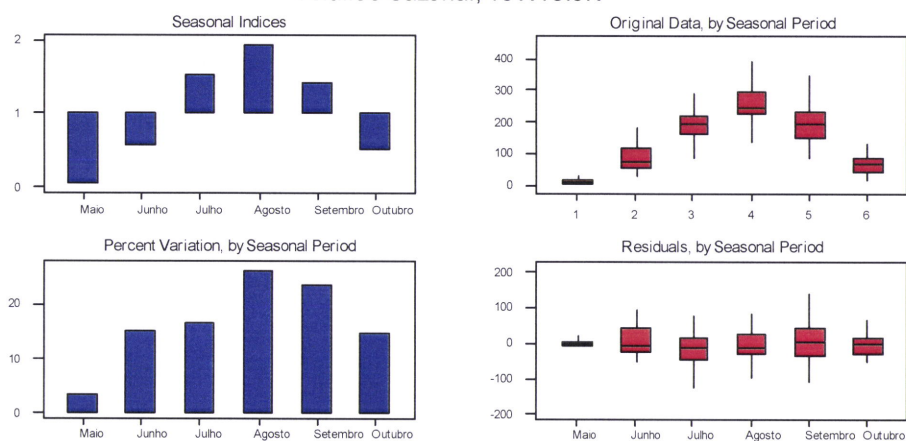 Seasonal Indices
2
1
0
Maio Junho Julho Agosto Setembro Outubro
Original Data, by Seasonal Period
400
300
200
100
0
1 2 3 4 5 6
Percent Variation, by Seasonal Period
20
10
0
Maio Junho Julho Agosto Setembro Outubro
Residuals, by Seasonal Period
200
100
0
-100
-200
Maio Junho Julho Agosto Setembro Outubro